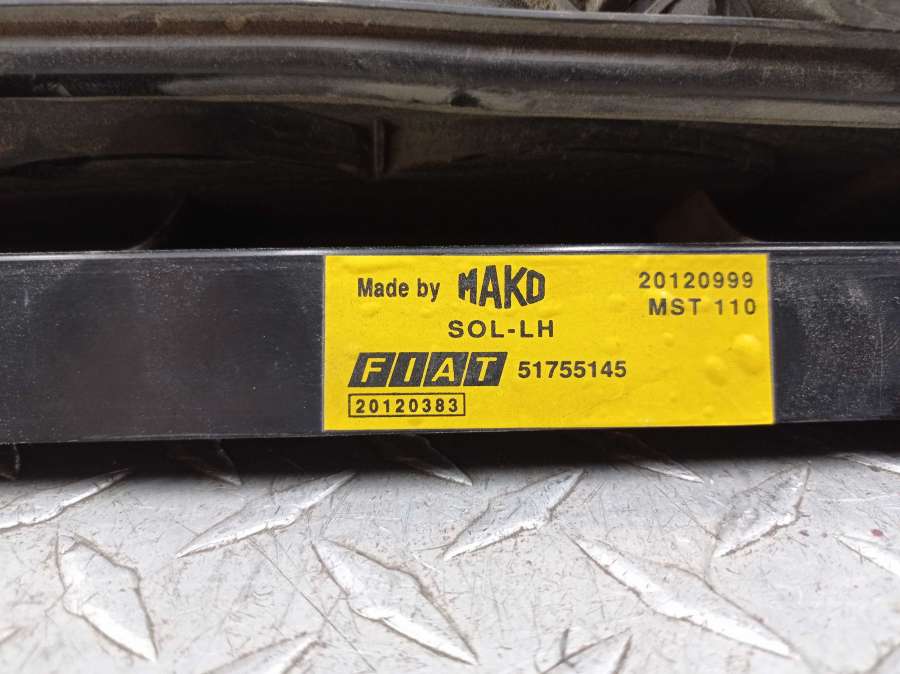 Made by MAKO 20120999
MST 110
SOL-LH
FIAT 51755145
20120383